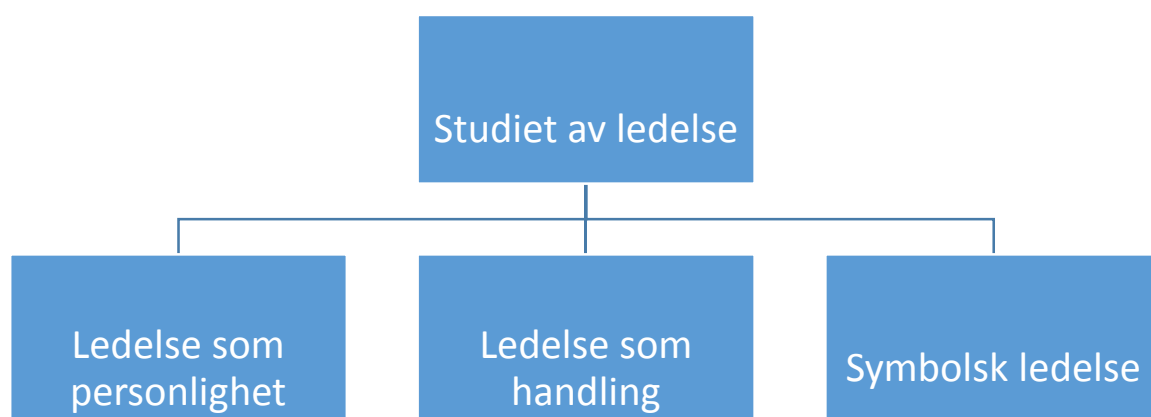 Studiet av ledelse
Ledelse som
personlighet
Ledelse som
handling
Symbolsk ledelse